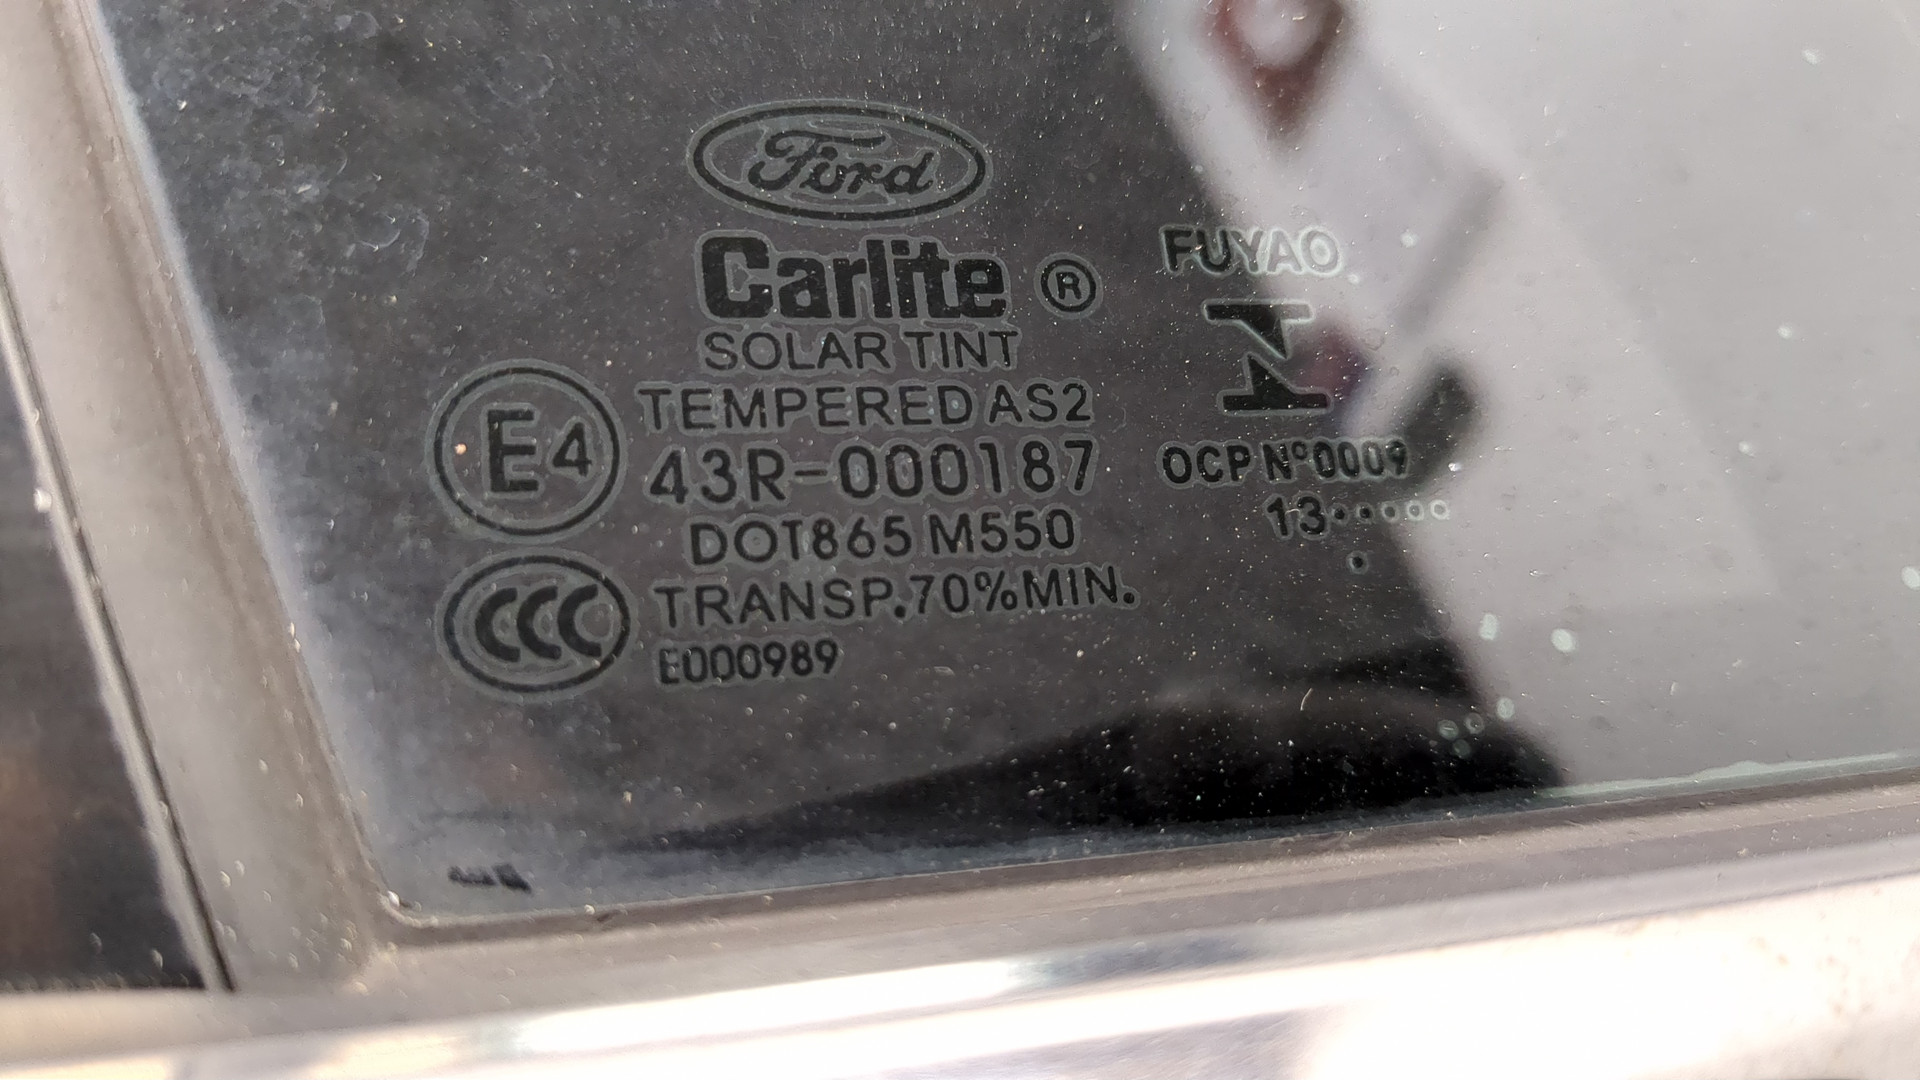 Ford
Carlite ®
SOLAR TINT
TEMPERED AS2
E4
43R-000187
DOT865 M550
CCC
TRANSP.70%MIN.
E000989
FUYAO
OCP Nº0009
13••••••
•